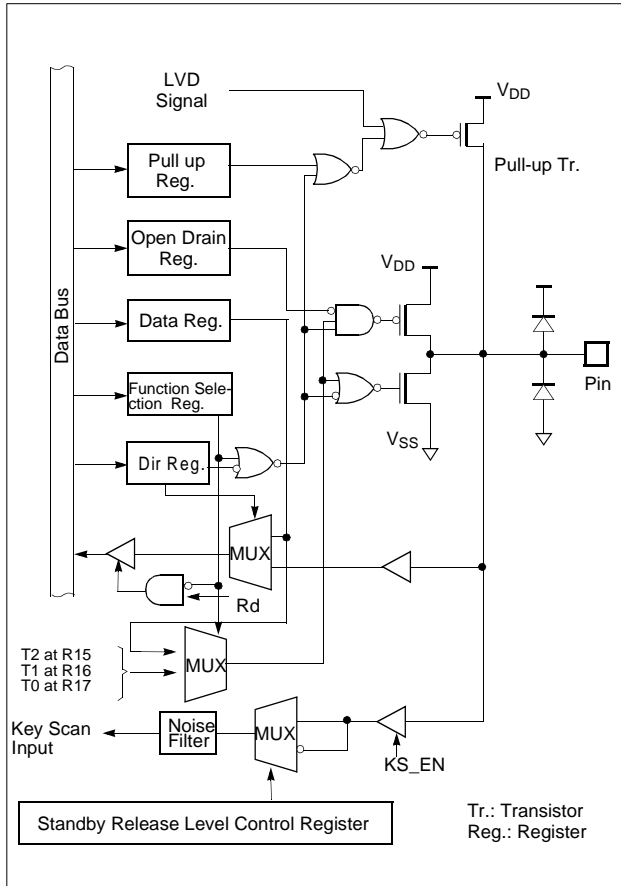 LVD
Signal
VDD
Pull up
Reg.
Pull-up Tr.
Open Drain
Reg.
VDD
Data Bus
Data Reg.
Function Sele-
ction Reg.
Pin
VSS
Dir Reg.
MUX
Rd
T2 at R15
T1 at R16
T0 at R17
MUX
Key Scan
Input
Noise
Filter
MUX
KS_EN
Standby Release Level Control Register
Tr.: Transistor
Reg.: Register